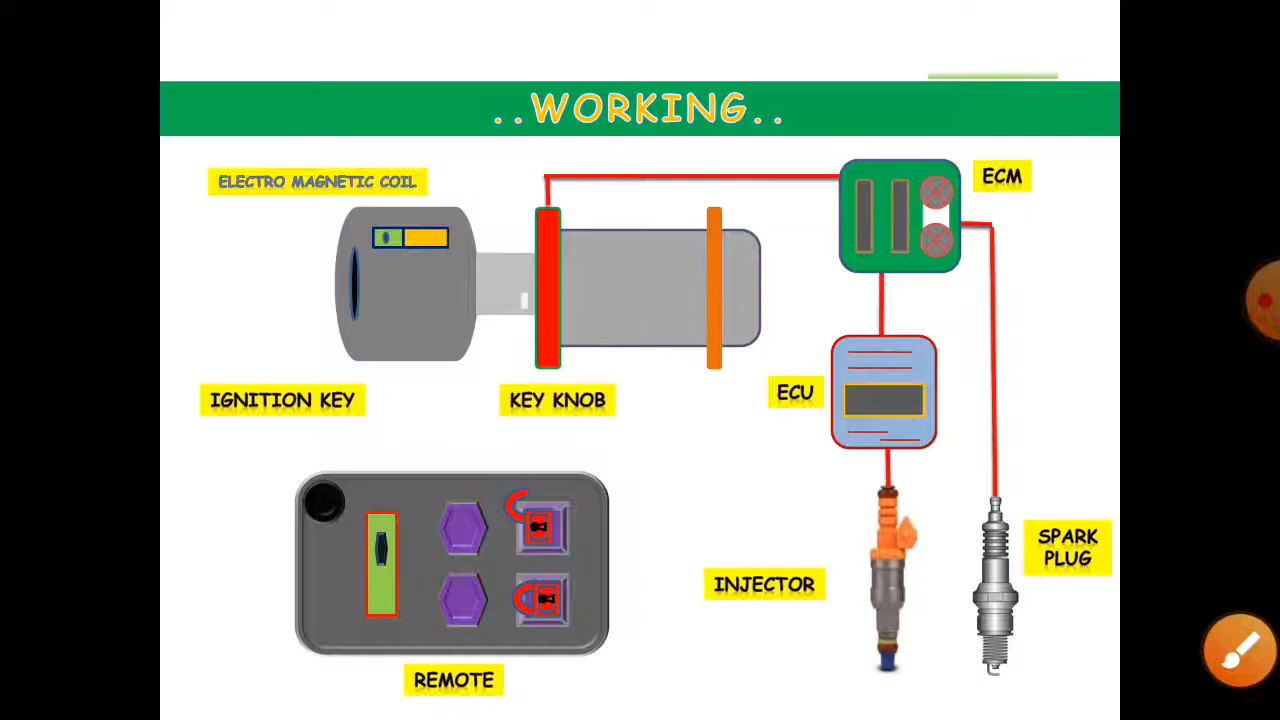 ..WORKING..
ELECTRO MAGNETIC COIL
ECM
IGNITION KEY
KEY KNOB
ECU
SPARK
PLUG
INJECTOR
REMOTE